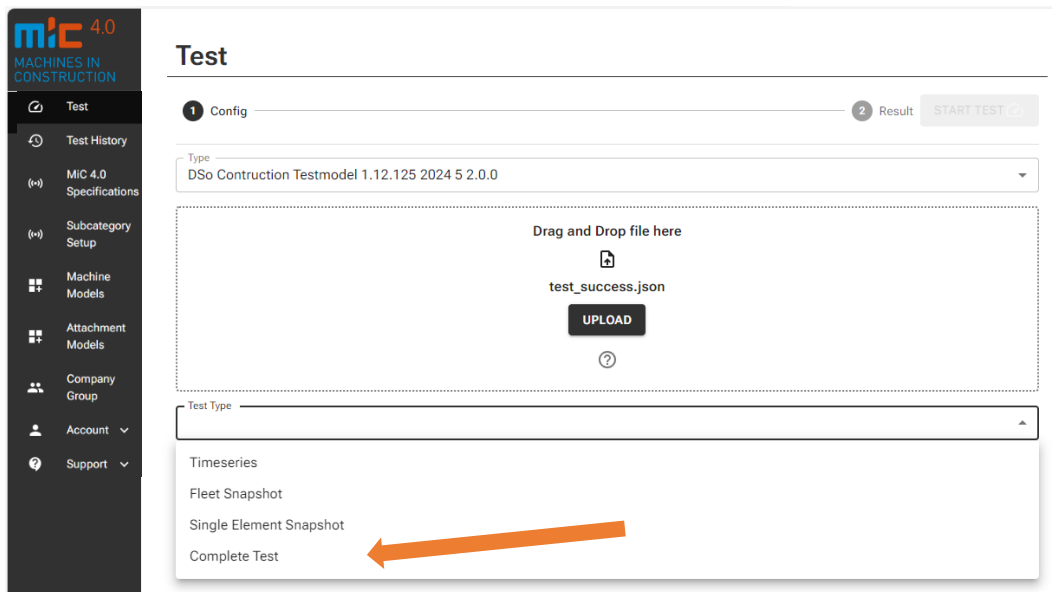 mic 4.0
MACHINES IN
CONSTRUCTION
Test
Test History
MiC 4.0
Specifications
Subcategory
Setup
Machine
Models
Attachment
Models
Company
Group
Account
Support
Test
1 Config
2 Result
START TEST
Type
DSo Contruction Testmodel 1.12.125 2024 5 2.0.0
Drag and Drop file here
test_success.json
UPLOAD
?
Test Type
Timeseries
Fleet Snapshot
Single Element Snapshot
Complete Test